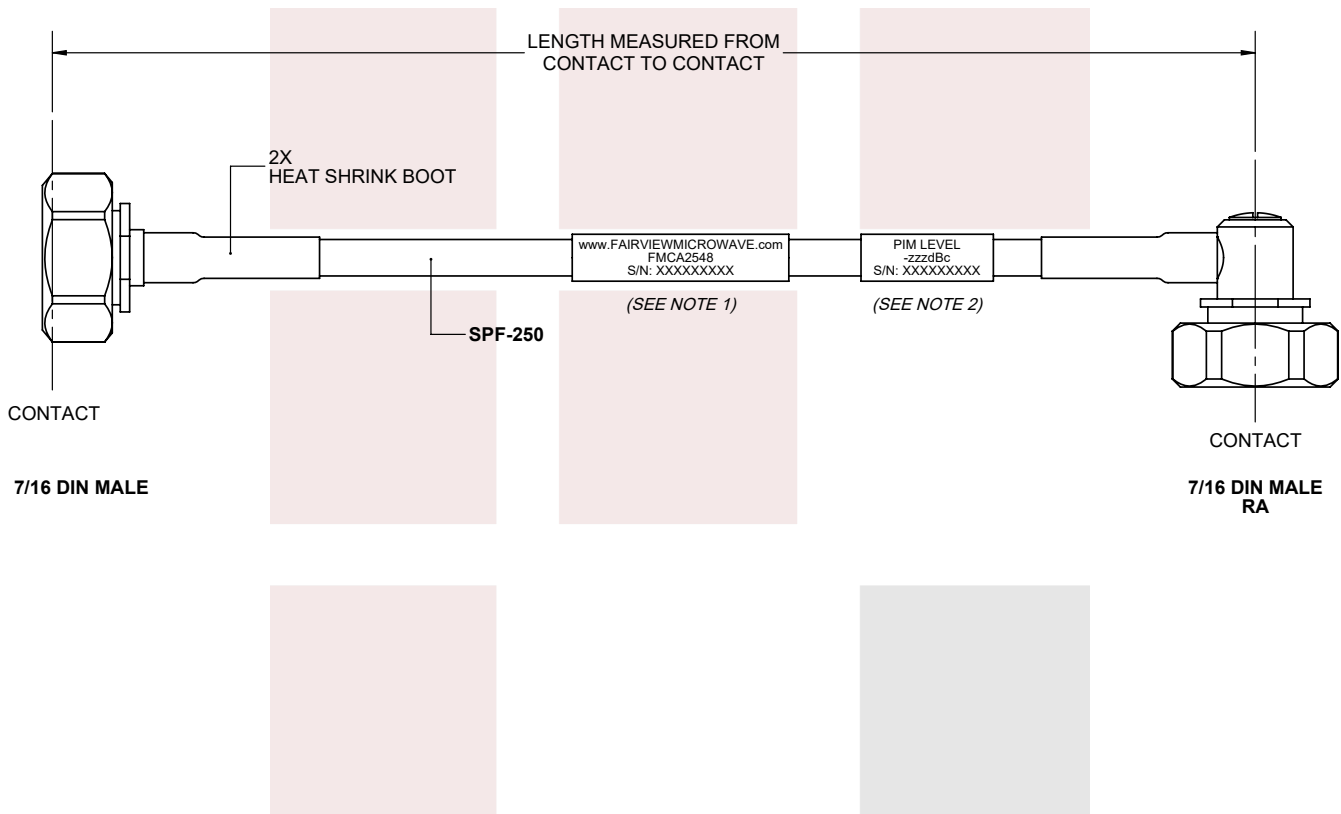 LENGTH MEASURED FROM
CONTACT TO CONTACT
2X
HEAT SHRINK BOOT
www.FAIRVIEWMICROWAVE.com
FMCA2548
S/N: XXXXXXXXX
PIM LEVEL
-zzzdBc
S/N: XXXXXXXXX
(SEE NOTE 1)
(SEE NOTE 2)
SPF-250
CONTACT
7/16 DIN MALE
CONTACT
7/16 DIN MALE
RA